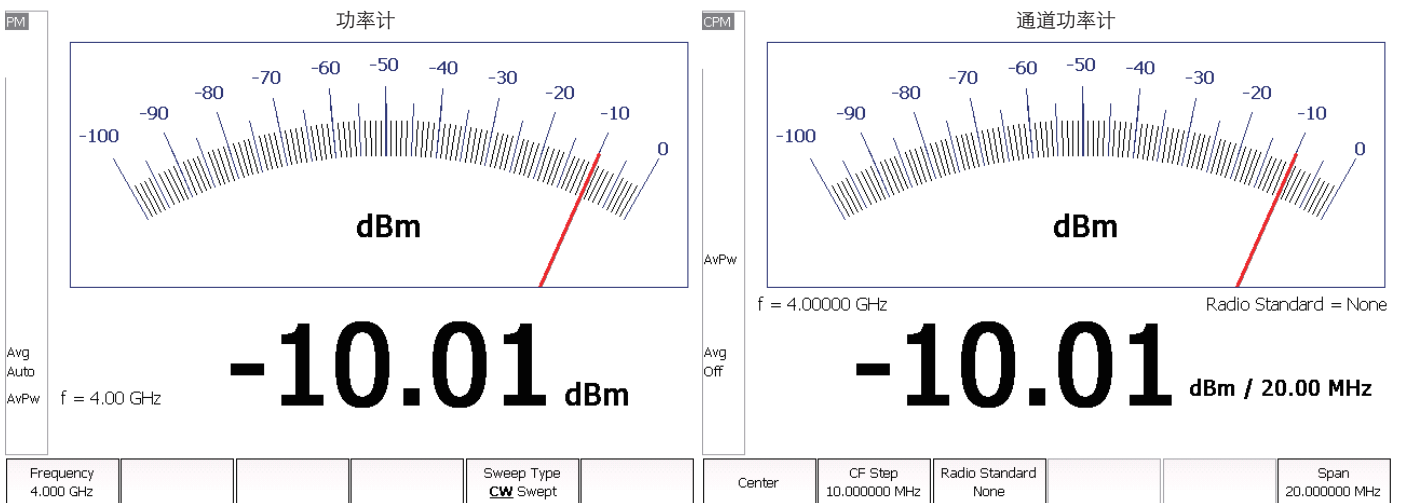 PM
功率计
-100
-90
-80
-70
-60
-50
-40
-30
-20
-10
0
dBm
Avg
Auto
AvPw
f = 4.00 GHz
-10.01 dBm
Frequency
4.000 GHz
Sweep Type
CW Swept
CPM
通道功率计
-100
-90
-80
-70
-60
-50
-40
-30
-20
-10
0
dBm
AvPw
f = 4.00000 GHz
Radio Standard = None
Avg
Off
-10.01 dBm / 20.00 MHz
Center
CF Step
10.000000 MHz
Radio Standard
None
Span
20.000000 MHz